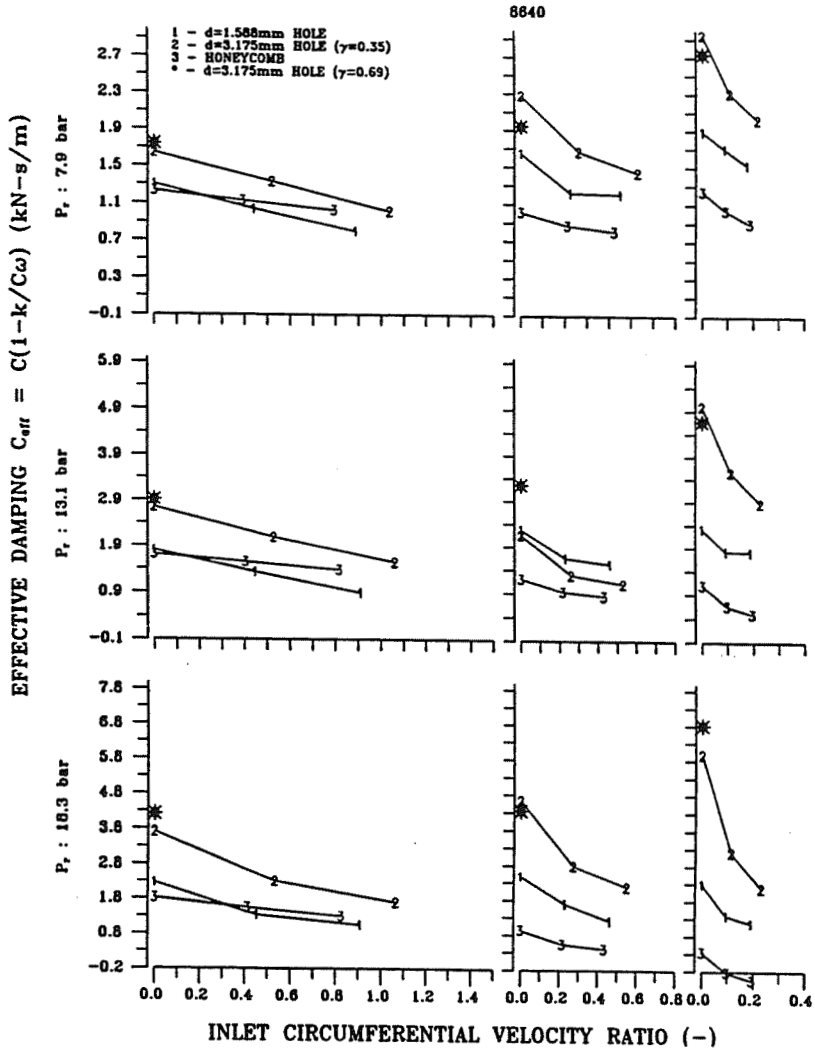 6640
1 - d=1.588mm HOLE
2 - d=3.175mm HOLE (γ=0.35)
3 - HONEYCOMB
* - d=3.175mm HOLE (γ=0.69)
EFFECTIVE DAMPING C_eff = C(1-k/Cω) (kN-s/m)
P_r : 7.9 bar
2.7
2.3
1.9
1.5
1.1
0.7
0.3
-0.1
P_r : 13.1 bar
5.9
4.9
3.9
2.9
1.9
0.9
-0.1
P_r : 18.3 bar
7.8
6.8
5.8
4.8
3.8
2.8
1.8
0.8
-0.2
0.0 0.2 0.4 0.6 0.8 1.0 1.2 1.4 0.0 0.2 0.4 0.6 0.8 0.0 0.2 0.4
INLET CIRCUMFERENTIAL VELOCITY RATIO (-)